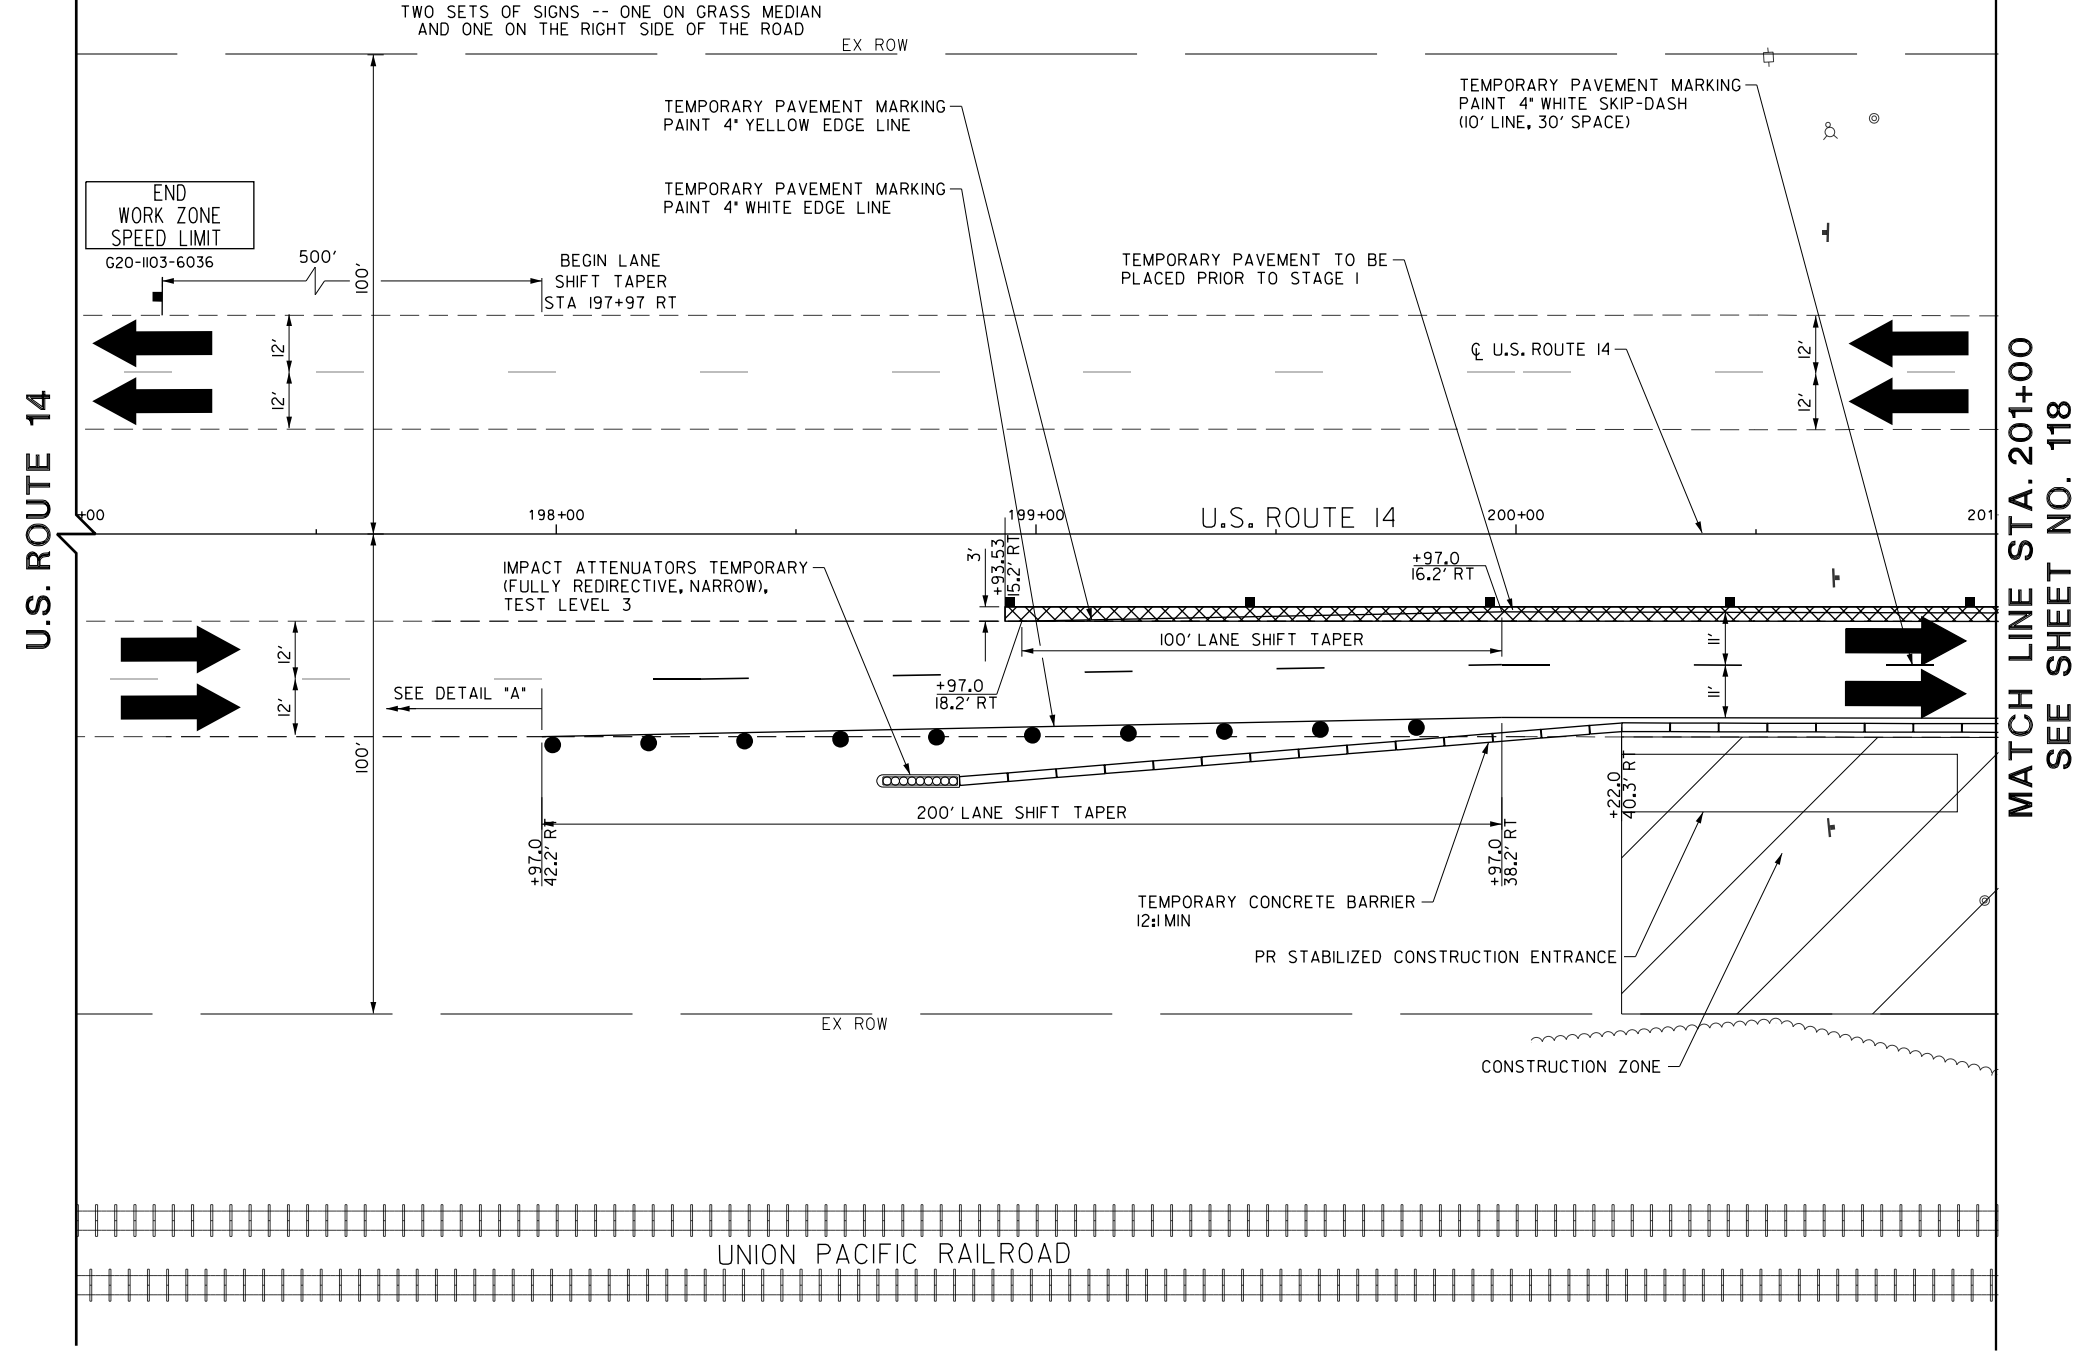 TWO SETS OF SIGNS -- ONE ON GRASS MEDIAN
AND ONE ON THE RIGHT SIDE OF THE ROAD
EX ROW
TEMPORARY PAVEMENT MARKING
PAINT 4" YELLOW EDGE LINE
TEMPORARY PAVEMENT MARKING
PAINT 4" WHITE SKIP-DASH
(10' LINE, 30' SPACE)
TEMPORARY PAVEMENT MARKING
PAINT 4" WHITE EDGE LINE
END
WORK ZONE
SPEED LIMIT
G20-I103-6036
500'
100'
BEGIN LANE
SHIFT TAPER
STA 197+97 RT
TEMPORARY PAVEMENT TO BE
PLACED PRIOR TO STAGE 1
12'
12'
12'
12'
℄ U.S. ROUTE 14
U.S. ROUTE 14
MATCH LINE STA. 201+00
SEE SHEET NO. 118
+00
198+00
199+00
U.S. ROUTE 14
200+00
201
IMPACT ATTENUATORS TEMPORARY
(FULLY REDIRECTIVE, NARROW),
TEST LEVEL 3
3'
+93.53
15.2' RT
+97.0
16.2' RT
100' LANE SHIFT TAPER
12'
12'
11'
11'
SEE DETAIL "A"
+97.0
18.2' RT
100'
200' LANE SHIFT TAPER
+97.0
42.2' RT
+97.0
38.2' RT
+22.0
40.3' RT
TEMPORARY CONCRETE BARRIER
12:1 MIN
PR STABILIZED CONSTRUCTION ENTRANCE
EX ROW
CONSTRUCTION ZONE
UNION PACIFIC RAILROAD